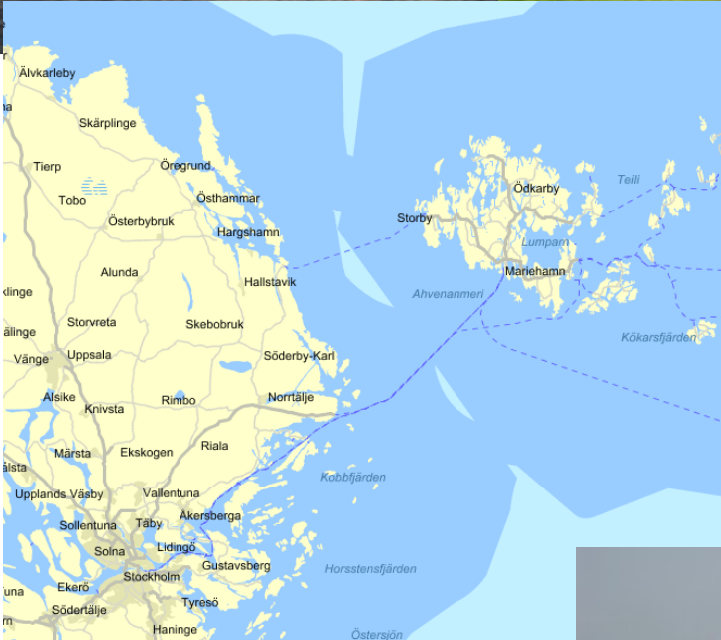 Älvkarleby
Skärplinge
Öregrund
Tierp
Östhammar
Tobo
Ödkarby
Teili
Österbybruk
Storby
Hargshamn
Lumparn
Alunda
Mariehamn
Hallstavik
klinge
Ahvenanmeri
Storvreta
Skebobruk
älinge
Kökarsfjärden
Vänge
Uppsala
Söderby-Karl
Alsike
Rimbo
Norrtälje
Knivsta
Riala
Märsta
Ekskogen
älsta
Kobbfjärden
Upplands Väsby
Vallentuna
Sollentuna
Täby
Åkersberga
Solna
Lidingö
Gustavsberg
Horsstensfjärden
Stockholm
Ekerö
Tuna
Södertälje
Tyresö
Haninge
Östersjön